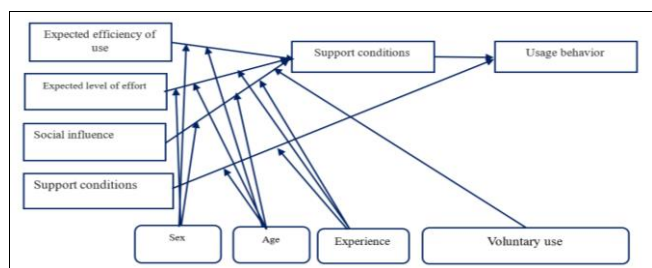 Expected efficiency of
use
Support conditions
Usage behavior
Expected level of effort
Social influence
Support conditions
Sex
Age
Experience
Voluntary use